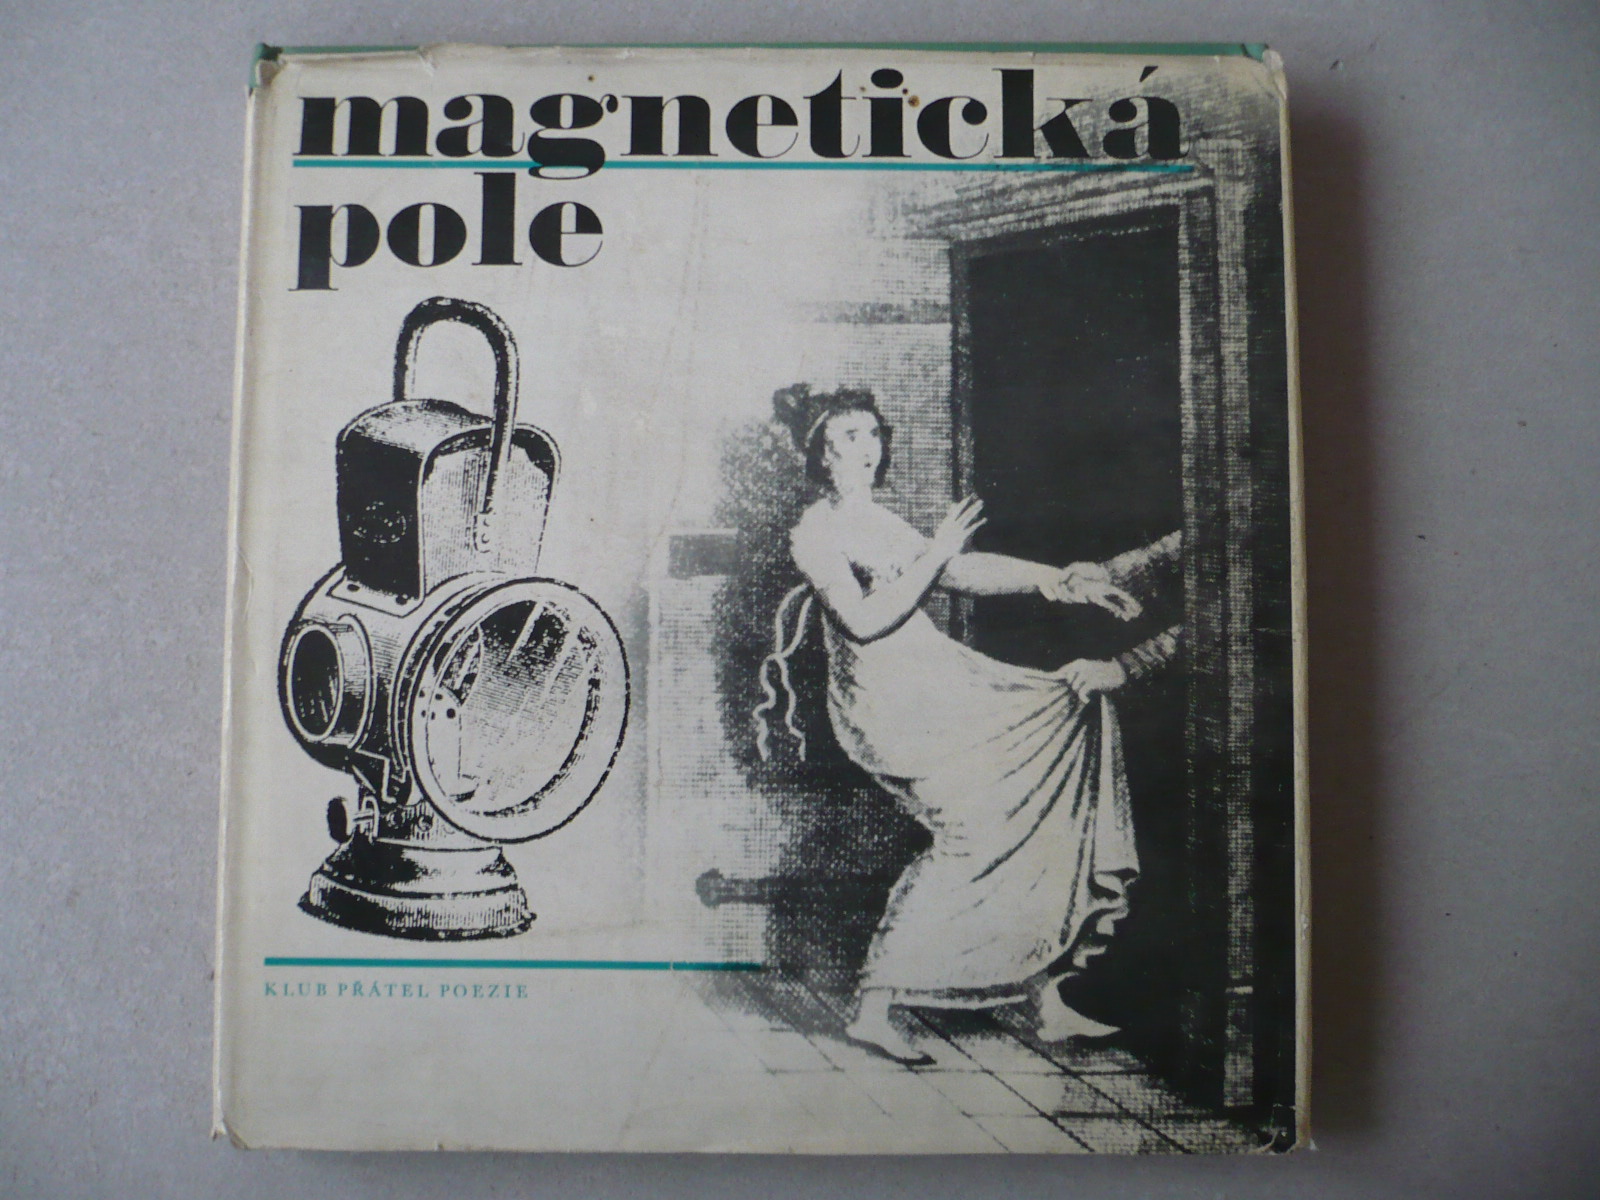 magnetická
pole
KLUB PŘÁTEL POEZIE